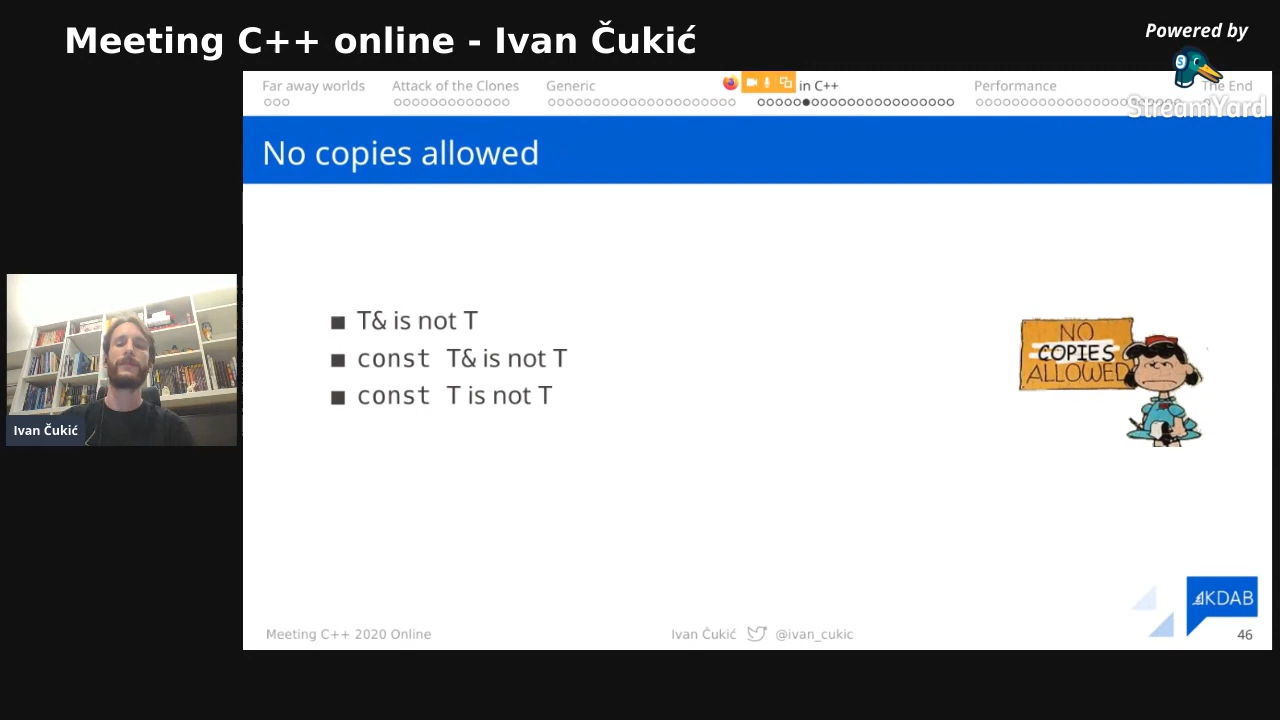 Meeting C++ online - Ivan Čukić
Powered by
StreamYard
Far away worlds
Attack of the Clones
Generic
in C++
Performance
The End
No copies allowed
■ T& is not T
■ const T& is not T
■ const T is not T
NO
COPIES
ALLOWED
Ivan Čukić
KDAB
Meeting C++ 2020 Online
Ivan Čukić @ivan_cukic
46